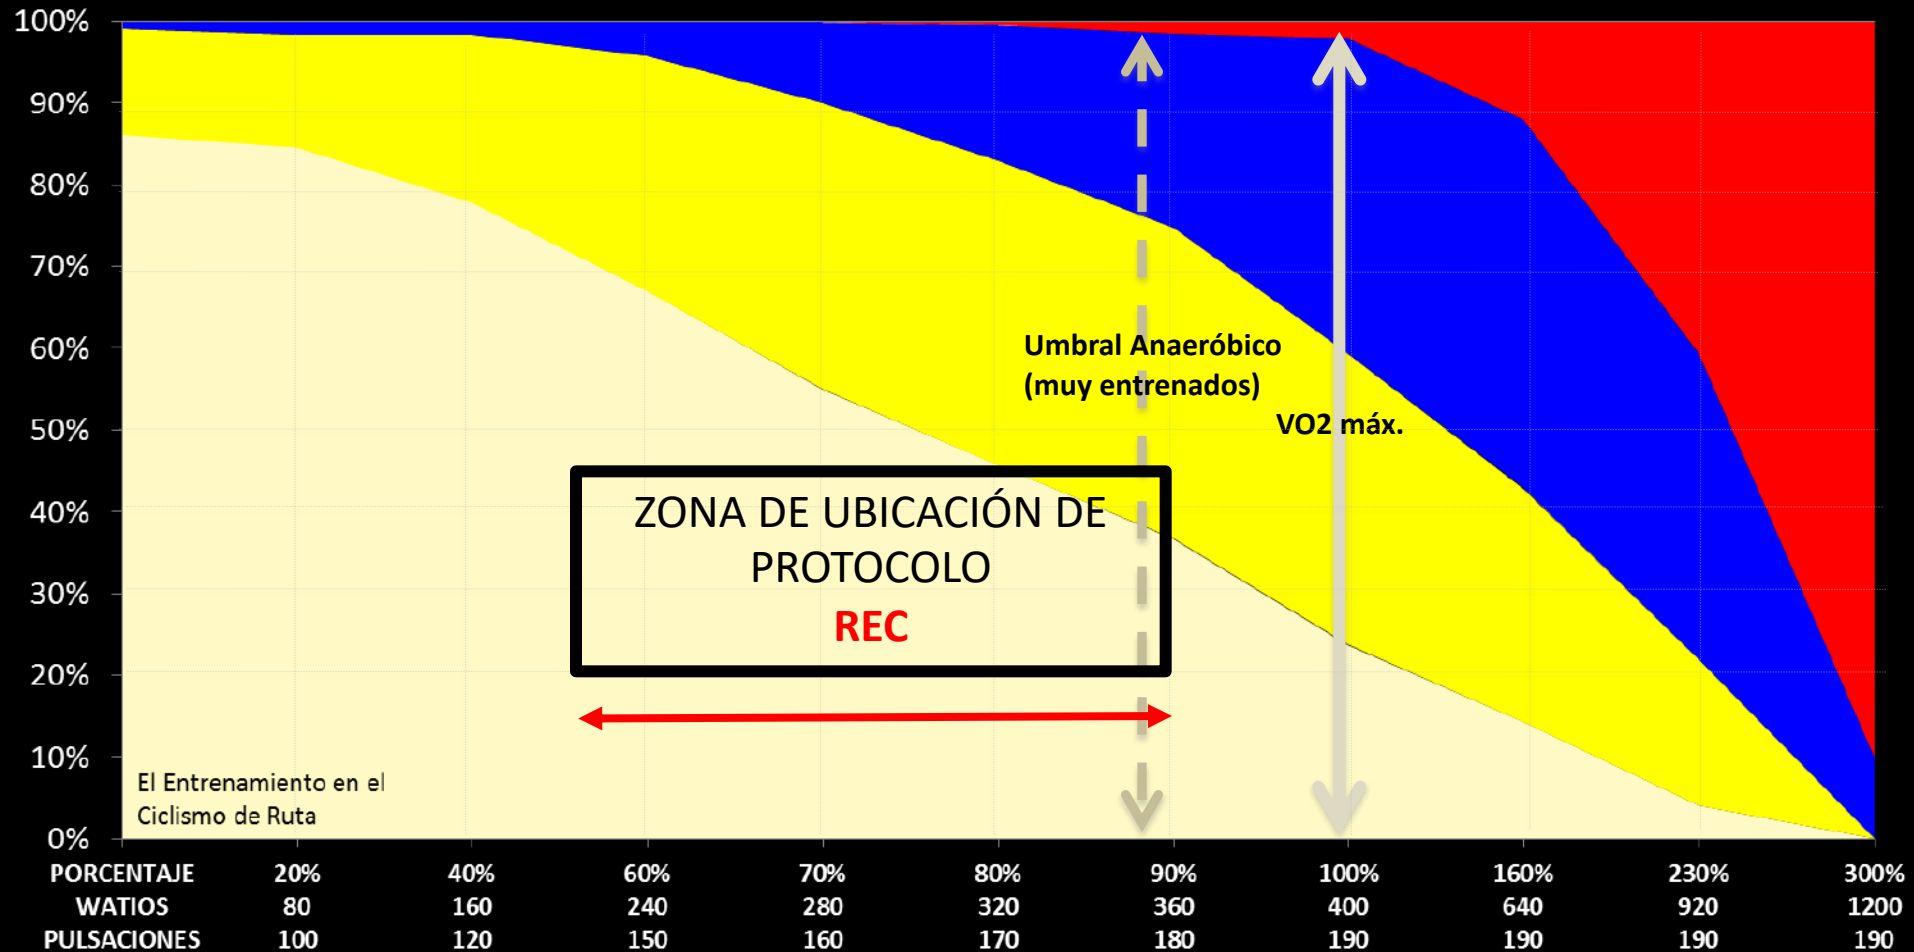 100%
90%
80%
70%
60%
50%
40%
30%
20%
10%
0%
Umbral Anaeróbico
(muy entrenados)
VO2 máx.
ZONA DE UBICACIÓN DE
PROTOCOLO
REC
El Entrenamiento en el
Ciclismo de Ruta
PORCENTAJE 20% 40% 60% 70% 80% 90% 100% 160% 230% 300%
WATIOS 80 160 240 280 320 360 400 640 920 1200
PULSACIONES 100 120 150 160 170 180 190 190 190 190